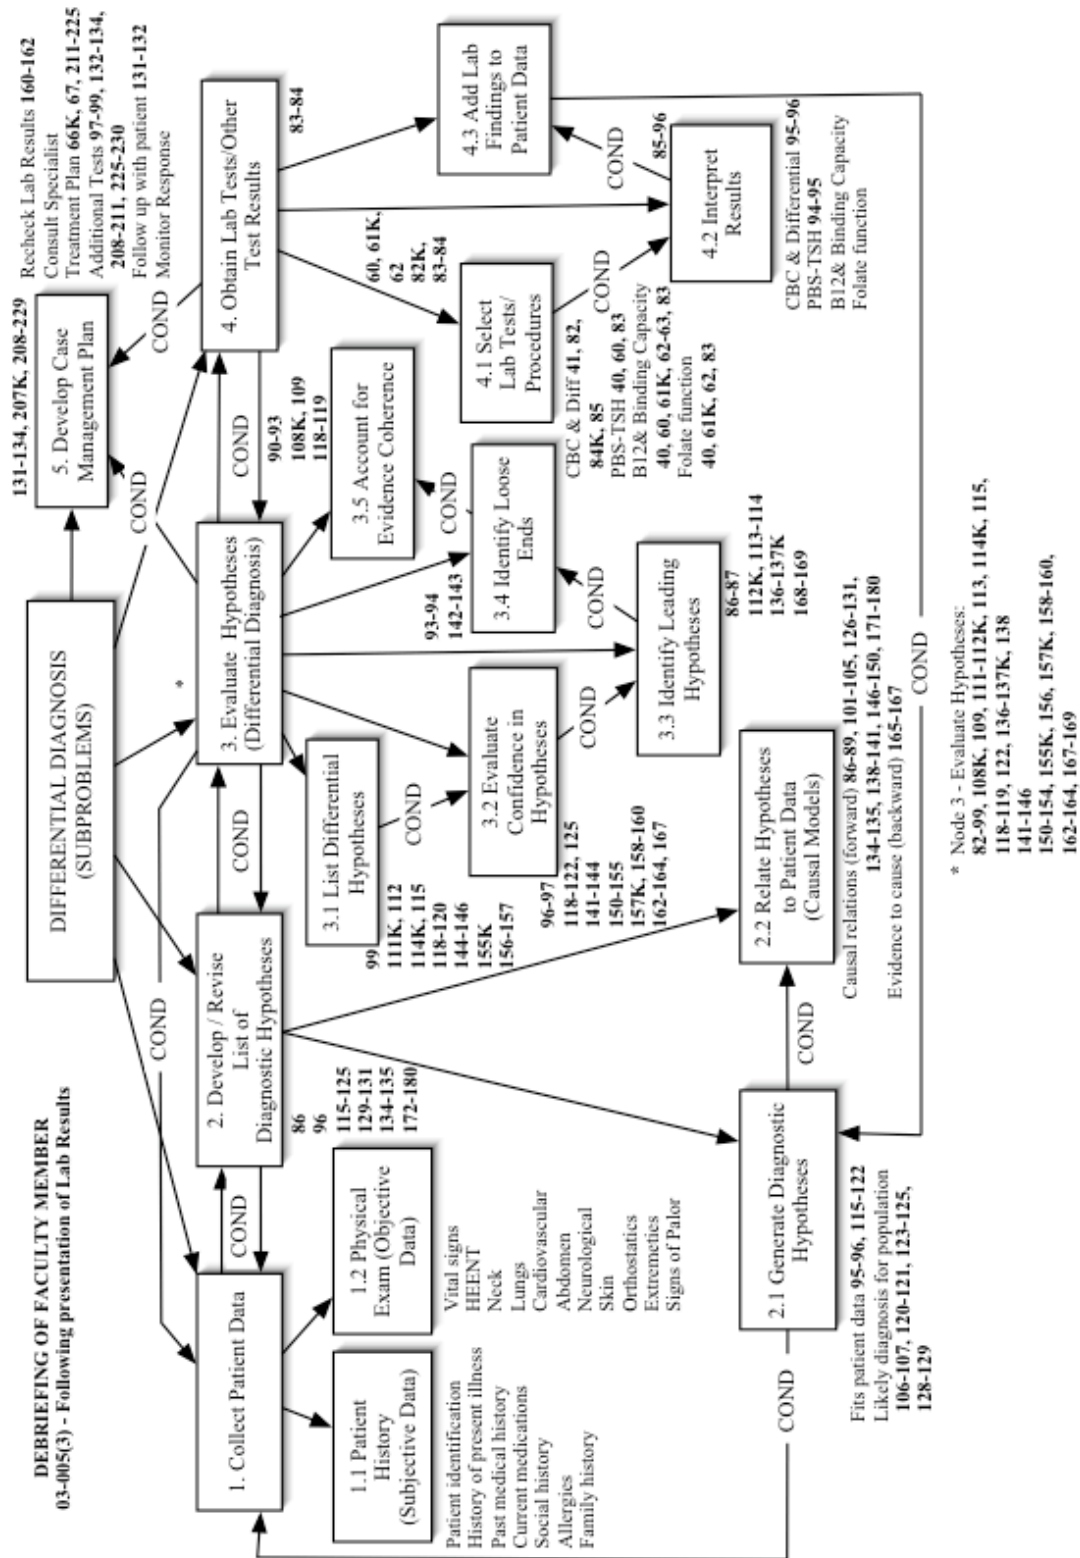 DEBRIEFING OF FACULTY MEMBER
03-005(3) - Following presentation of Lab Results
DIFFERENTIAL DIAGNOSIS
(SUBPROBLEMS)
131-134, 207K, 208-229
5. Develop Case
Management Plan
Recheck Lab Results 160-162
Consult Specialist
Treatment Plan 66K, 67, 211-225
Additional Tests 97-99, 132-134,
208-211, 225-230
Follow up with patient 131-132
Monitor Response
COND
COND
COND
*
1. Collect Patient Data
COND
2. Develop / Revise
List of
Diagnostic Hypotheses
COND
3. Evaluate Hypotheses
(Differential Diagnosis)
COND
4. Obtain Lab Tests/Other
Test Results
86
96
115-125
129-131
134-135
172-180
90-93
108K, 109
118-119
83-84
1.1 Patient
History
(Subjective Data)
Patient identification
History of present illness
Past medical history
Current medications
Social history
Allergies
Family history
1.2 Physical
Exam (Objective
Data)
Vital signs
HEENT
Neck
Lungs
Cardiovascular
Abdomen
Neurological
Skin
Orthostatics
Extremetics
Signs of Palor
3.1 List Differential
Hypotheses
99
111K, 112
114K, 115
118-120
144-146
155K
156-157
COND
3.2 Evaluate
Confidence in
Hypotheses
96-97
118-122, 125
141-144
150-155
157K, 158-160
162-164, 167
COND
3.3 Identify Leading
Hypotheses
86-87
112K, 113-114
136-137K
168-169
COND
93-94
142-143
3.4 Identify Loose
Ends
COND
3.5 Account for
Evidence Coherence
60, 61K,
62
82K,
83-84
4.1 Select
Lab Tests/
Procedures
CBC & Diff 41, 82,
84K, 85
PBS-TSH 40, 60, 83
B12& Binding Capacity
40, 60, 61K, 62-63, 83
Folate function
40, 61K, 62, 83
COND
4.2 Interpret
Results
CBC & Differential 95-96
PBS-TSH 94-95
B12& Binding Capacity
Folate function
COND
85-96
4.3 Add Lab
Findings to
Patient Data
2.1 Generate Diagnostic
Hypotheses
Fits patient data 95-96, 115-122
Likely diagnosis for population
106-107, 120-121, 123-125,
128-129
COND
COND
2.2 Relate Hypotheses
to Patient Data
(Causal Models)
Causal relations (forward) 86-89, 101-105, 126-131,
134-135, 138-141, 146-150, 171-180
Evidence to cause (backward) 165-167
COND
* Node 3 - Evaluate Hypotheses:
82-99, 108K, 109, 111-112K, 113, 114K, 115,
118-119, 122, 136-137K, 138
141-146
150-154, 155K, 156, 157K, 158-160,
162-164, 167-169